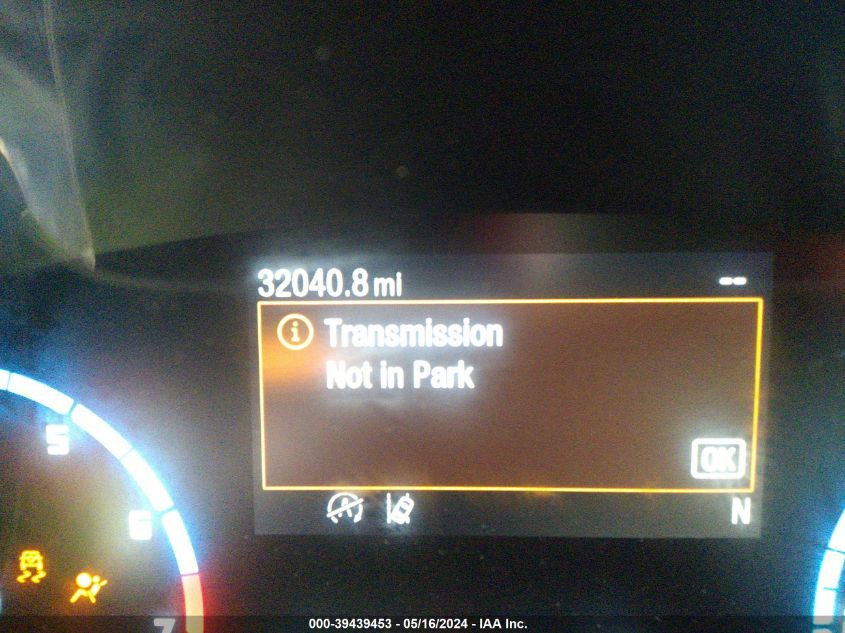 32040.8 mi --
Transmission
Not in Park
OK
N
5
6
7
000-39439453 - 05/16/2024 - IAA Inc.